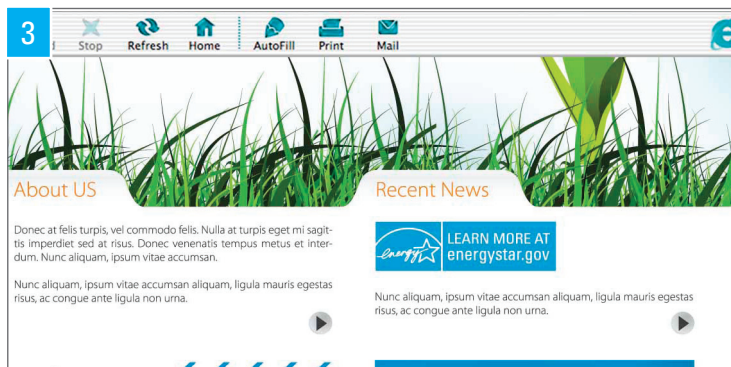 3
Stop Refresh Home AutoFill Print Mail
About US
Donec at felis turpis, vel commodo felis. Nulla at turpis eget mi sagit-
tis imperdiet sed at risus. Donec venenatis tempus metus et inter-
dum. Nunc aliquam, ipsum vitae accumsan.
Nunc aliquam, ipsum vitae accumsan aliquam, ligula mauris egestas
risus, ac congue ante ligula non urna.
Recent News
energy
LEARN MORE AT
energystar.gov
Nunc aliquam, ipsum vitae accumsan aliquam, ligula mauris egestas
risus, ac congue ante ligula non urna.